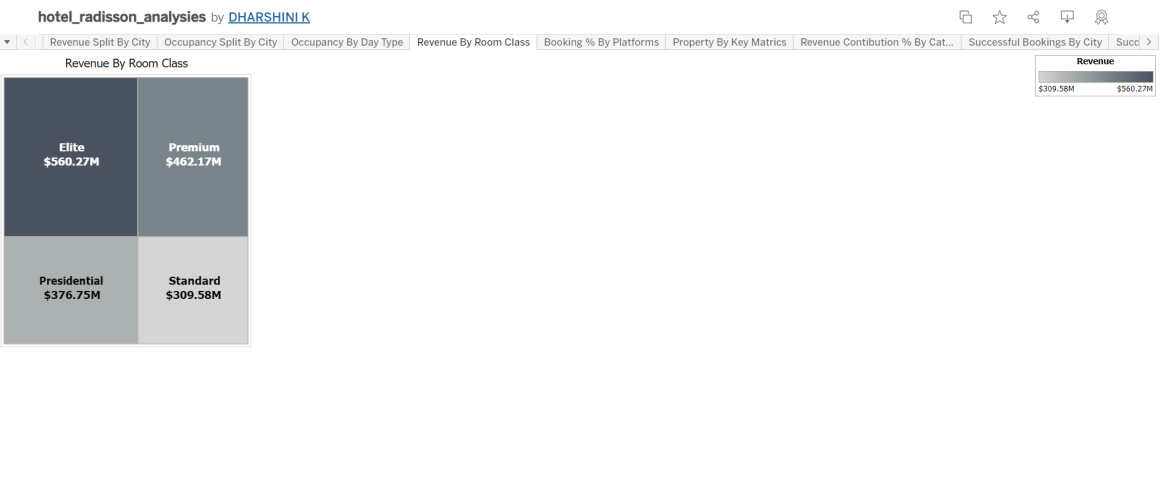 hotel_radisson_analysies by DHARSHINI K
Revenue Split By City
Occupancy Split By City
Occupancy By Day Type
Revenue By Room Class
Booking % By Platforms
Property By Key Matrics
Revenue Contibution % By Cat...
Successful Bookings By City
Succ
Revenue By Room Class
Elite
$560.27M
Premium
$462.17M
Presidential
$376.75M
Standard
$309.58M
Revenue
$309.58M
$560.27M